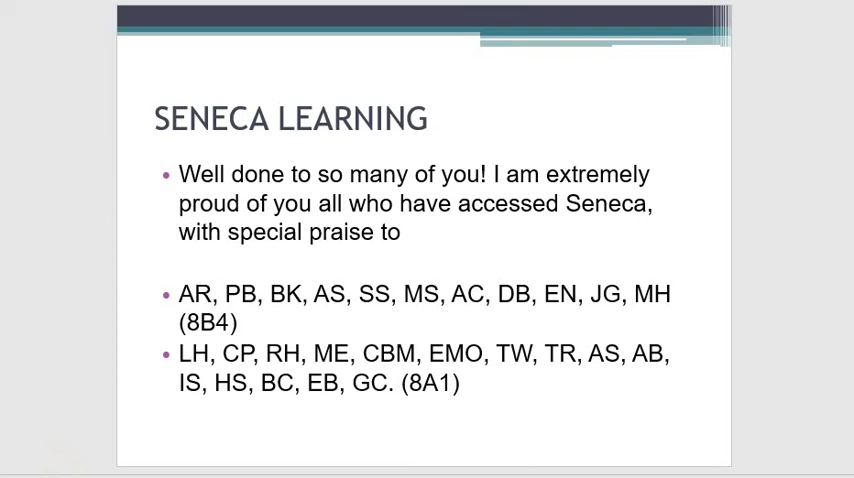 SENECA LEARNING
• Well done to so many of you! I am extremely
proud of you all who have accessed Seneca,
with special praise to
• AR, PB, BK, AS, SS, MS, AC, DB, EN, JG, MH
(8B4)
• LH, CP, RH, ME, CBM, EMO, TW, TR, AS, AB,
IS, HS, BC, EB, GC. (8A1)